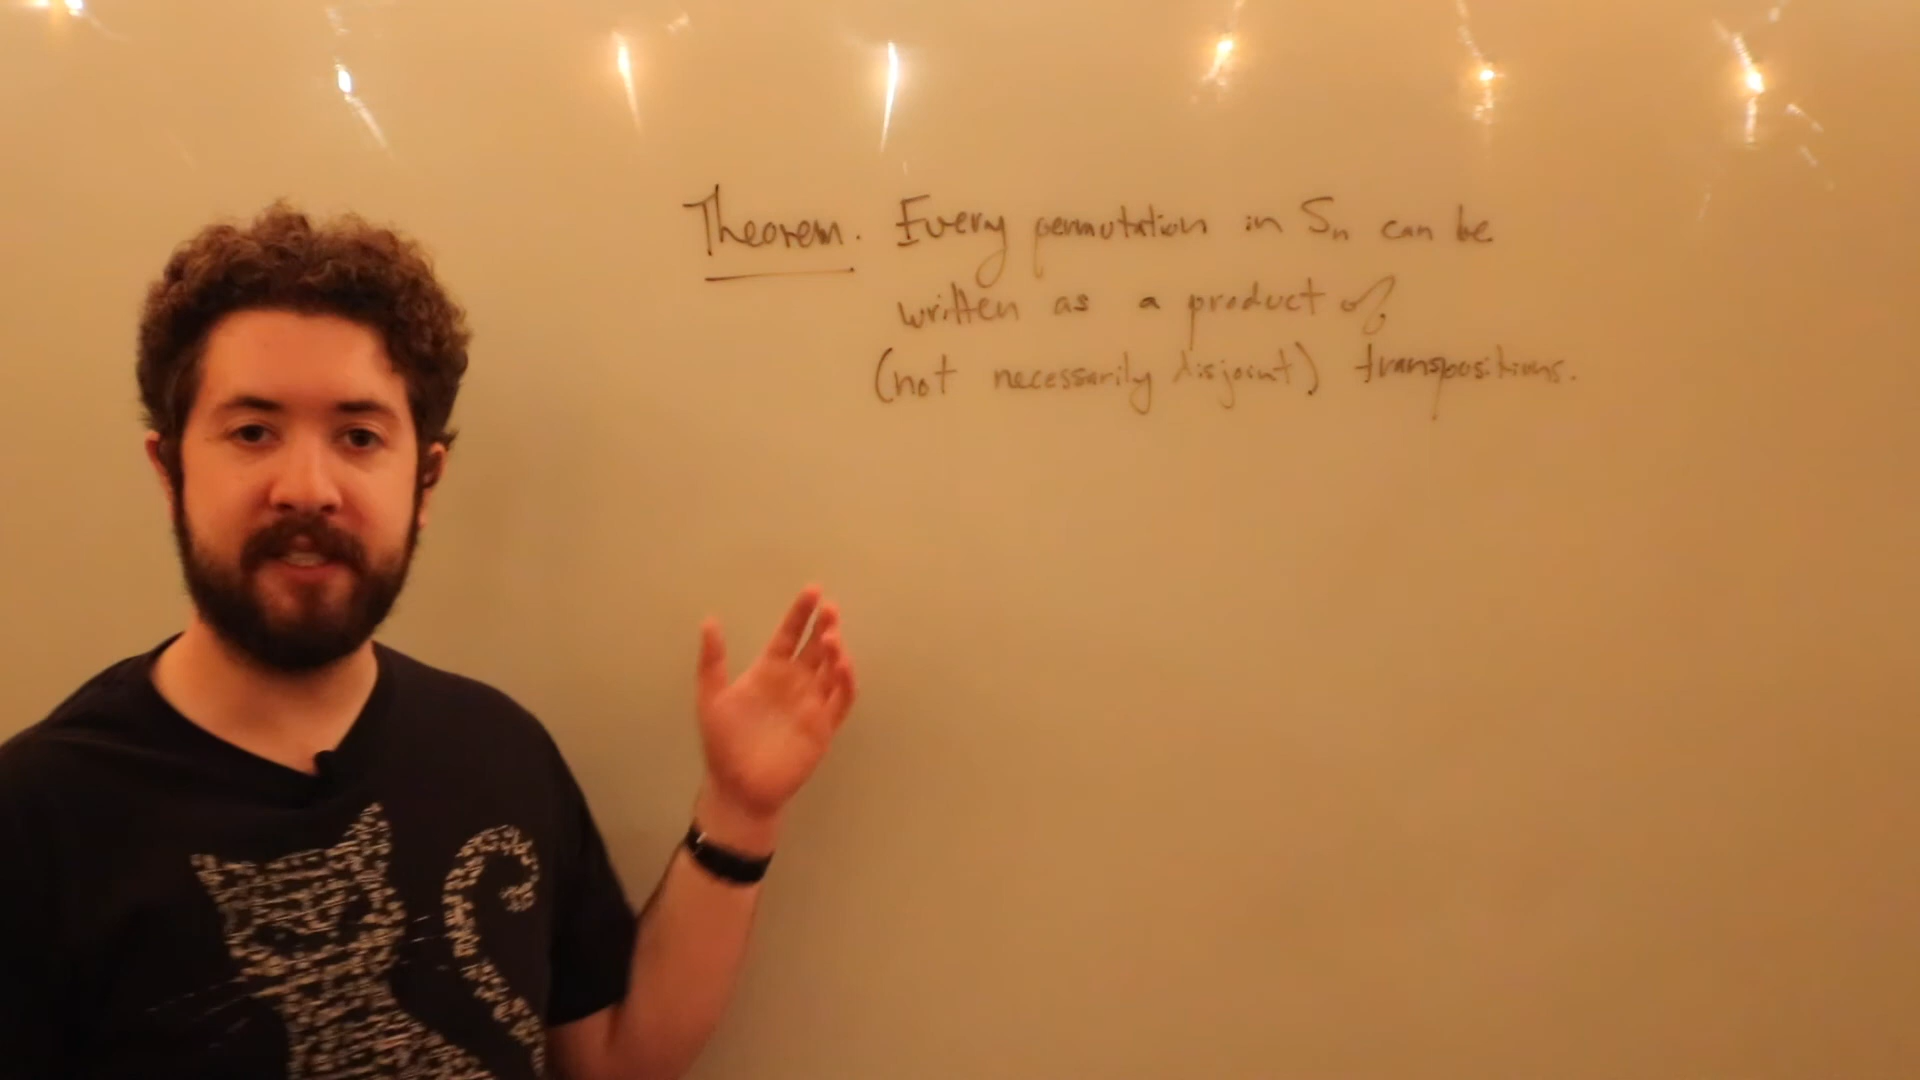 Theorem. Every permutation in Sn can be
written as a product of
(not necessarily disjoint) transpositions.